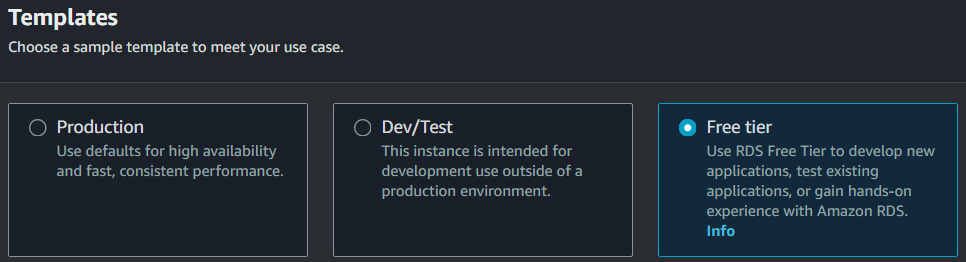 Templates
Choose a sample template to meet your use case.
Production
Use defaults for high availability
and fast, consistent performance.
Dev/Test
This instance is intended for
development use outside of a
production environment.
Free tier
Use RDS Free Tier to develop new
applications, test existing
applications, or gain hands-on
experience with Amazon RDS.
Info